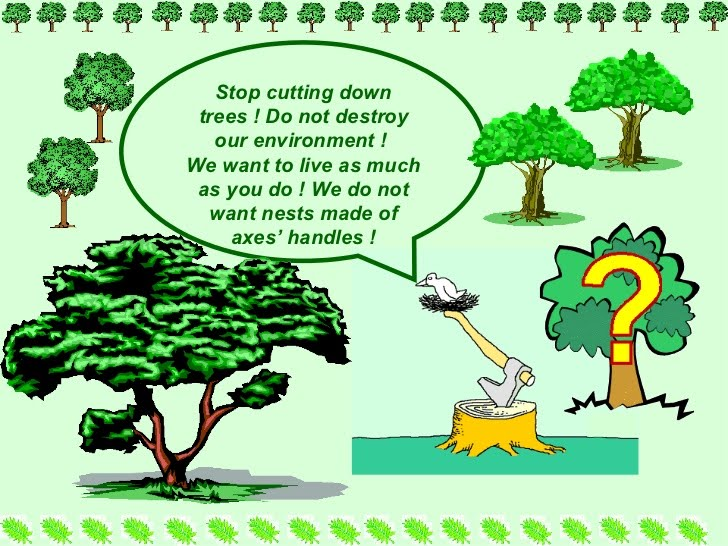 Stop cutting down
trees ! Do not destroy
our environment !
We want to live as much
as you do ! We do not
want nests made of
axes’ handles !
?